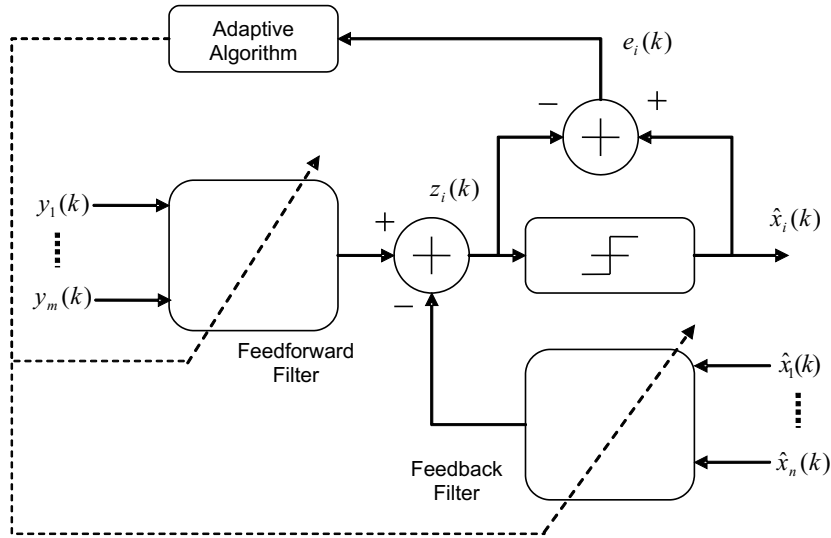 Adaptive
Algorithm
e_i(k)
− +
z_i(k)
y_1(k)
+
x̂_i(k)
y_m(k)
−
Feedforward
Filter
x̂_1(k)
Feedback
Filter
x̂_n(k)